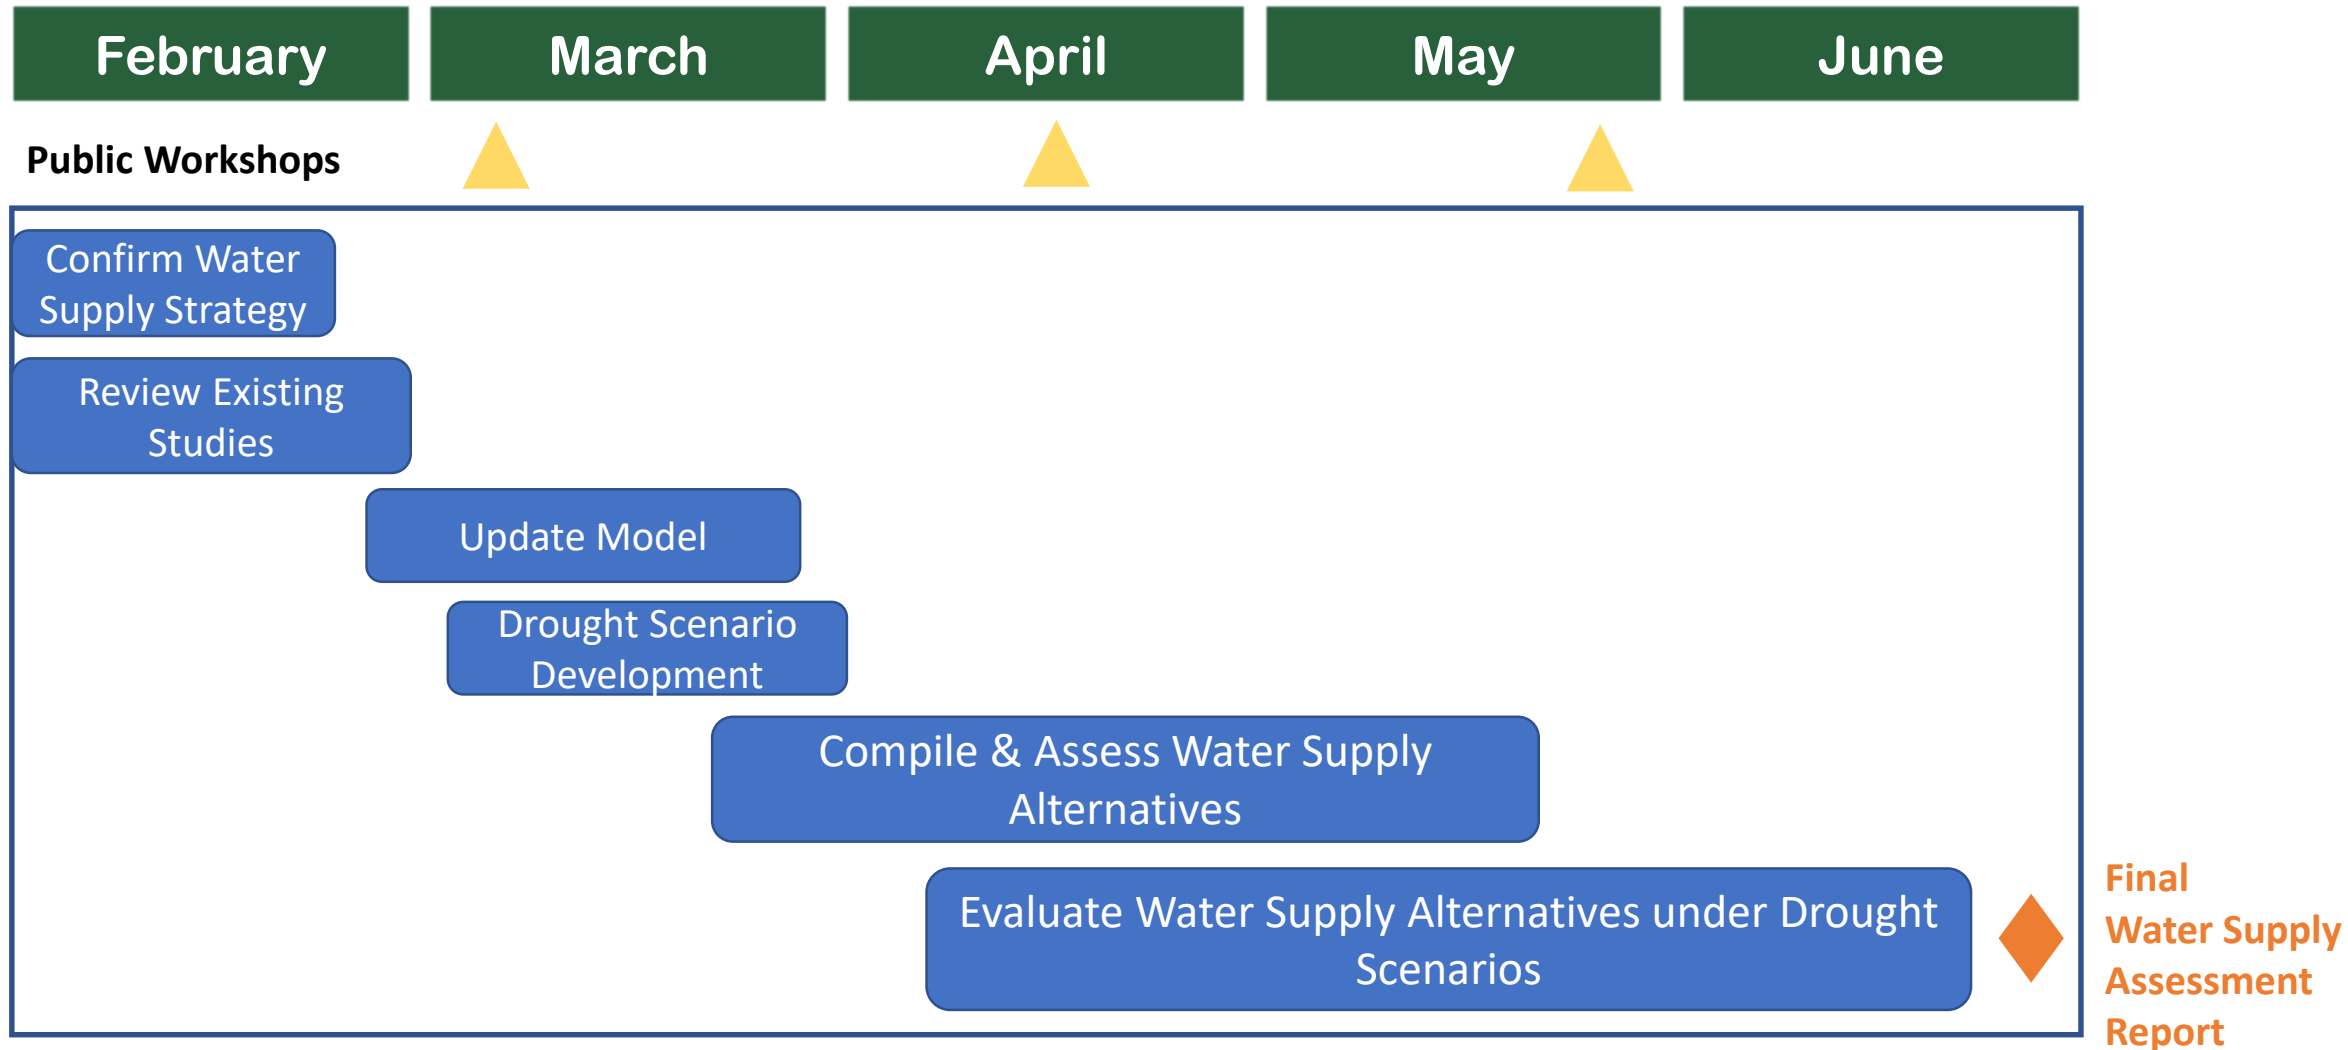 February March April May June
Public Workshops
Confirm Water
Supply Strategy
Review Existing
Studies
Update Model
Drought Scenario
Development
Compile & Assess Water Supply
Alternatives
Evaluate Water Supply Alternatives under Drought
Scenarios
Final
Water Supply
Assessment
Report